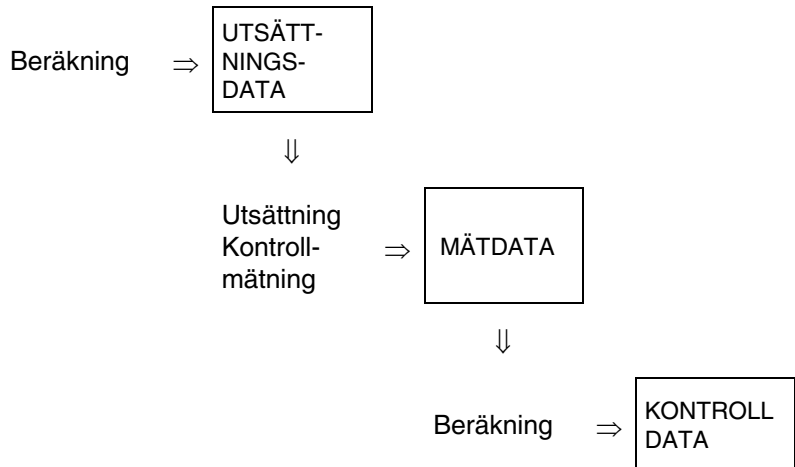 Beräkning ⇒ UTSÄTT-
NINGS-
DATA
⇓
Utsättning
Kontroll-
mätning
⇒ MÄTDATA
⇓
Beräkning ⇒ KONTROLL
DATA